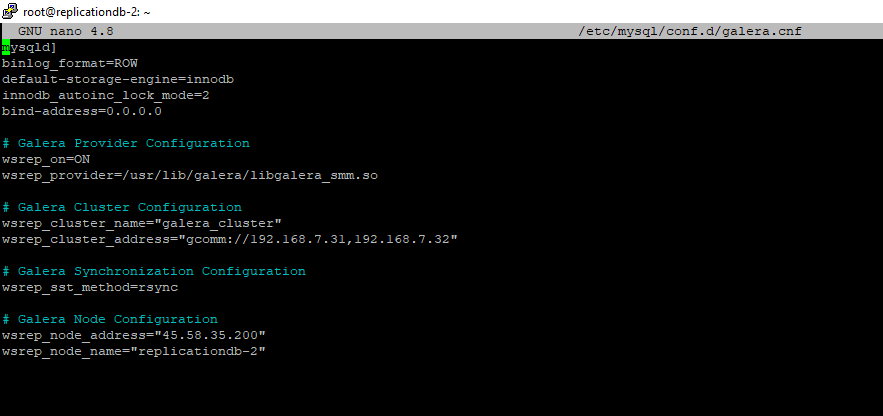 root@replicationdb-2: ~
GNU nano 4.8 /etc/mysql/conf.d/galera.cnf
mysqld]
binlog_format=ROW
default-storage-engine=innodb
innodb_autoinc_lock_mode=2
bind-address=0.0.0.0
# Galera Provider Configuration
wsrep_on=ON
wsrep_provider=/usr/lib/galera/libgalera_smm.so
# Galera Cluster Configuration
wsrep_cluster_name="galera_cluster"
wsrep_cluster_address="gcomm://192.168.7.31,192.168.7.32"
# Galera Synchronization Configuration
wsrep_sst_method=rsync
# Galera Node Configuration
wsrep_node_address="45.58.35.200"
wsrep_node_name="replicationdb-2"